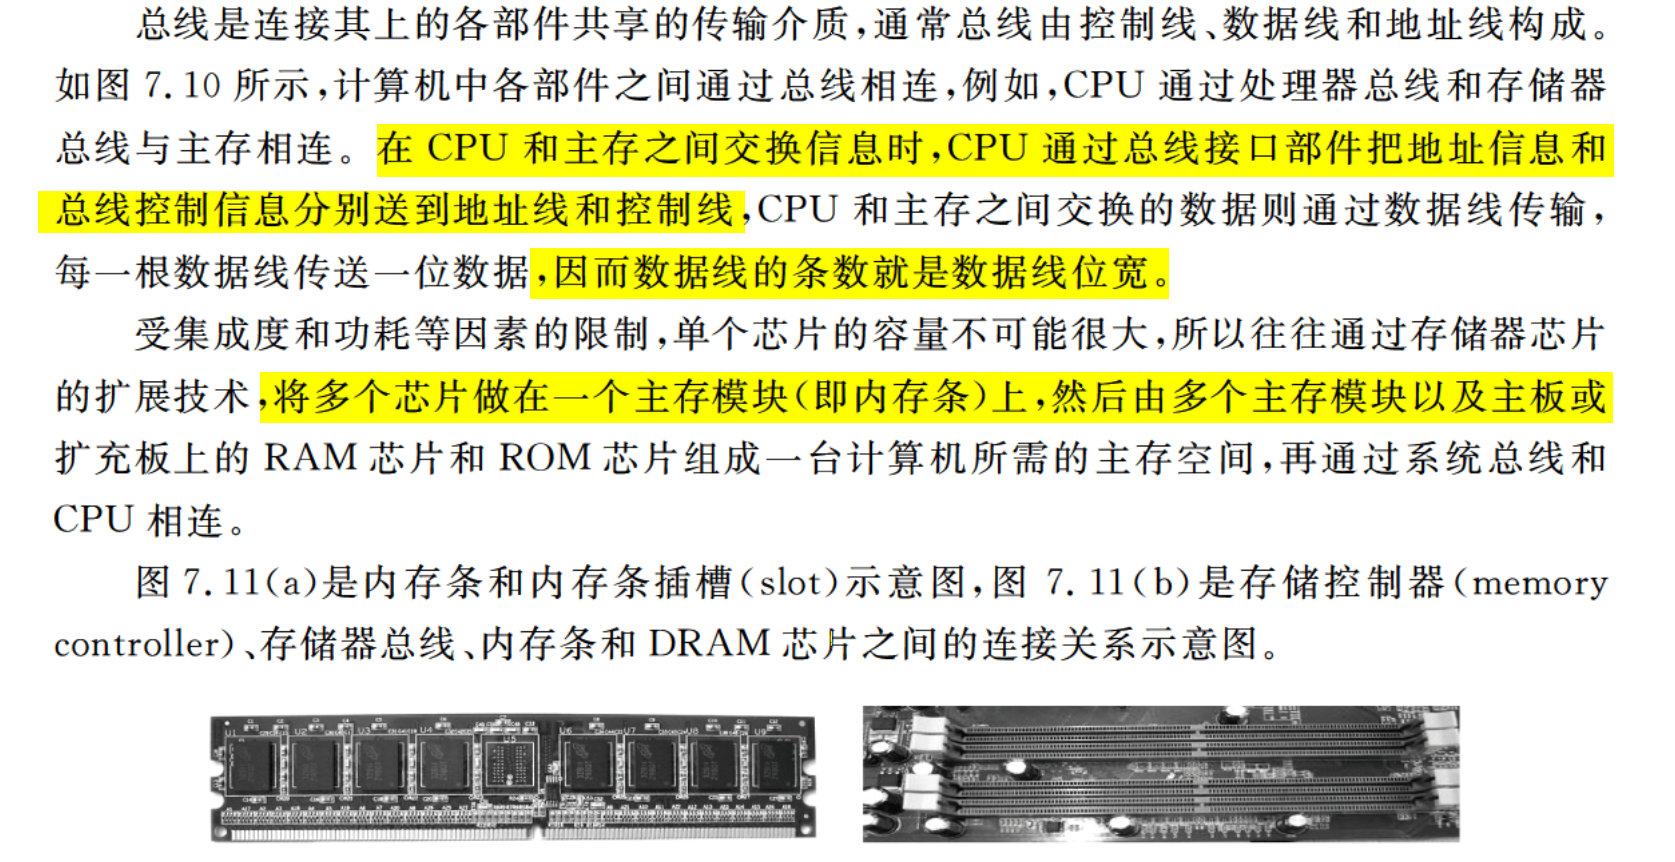 总线是连接其上的各部件共享的传输介质,通常总线由控制线、数据线和地址线构成。
如图 7.10 所示,计算机中各部件之间通过总线相连,例如,CPU 通过处理器总线和存储器
总线与主存相连。在 CPU 和主存之间交换信息时,CPU 通过总线接口部件把地址信息和
总线控制信息分别送到地址线和控制线,CPU 和主存之间交换的数据则通过数据线传输,
每一根数据线传送一位数据,因而数据线的条数就是数据线位宽。
受集成度和功耗等因素的限制,单个芯片的容量不可能很大,所以往往通过存储器芯片
的扩展技术,将多个芯片做在一个主存模块(即内存条)上,然后由多个主存模块以及主板或
扩充板上的 RAM 芯片和 ROM 芯片组成一台计算机所需的主存空间,再通过系统总线和
CPU 相连。
图 7.11(a)是内存条和内存条插槽(slot)示意图,图 7.11(b)是存储控制器(memory
controller)、存储器总线、内存条和 DRAM 芯片之间的连接关系示意图。
U1 U2 U3 U4 U5 U6 U7 U8 U9